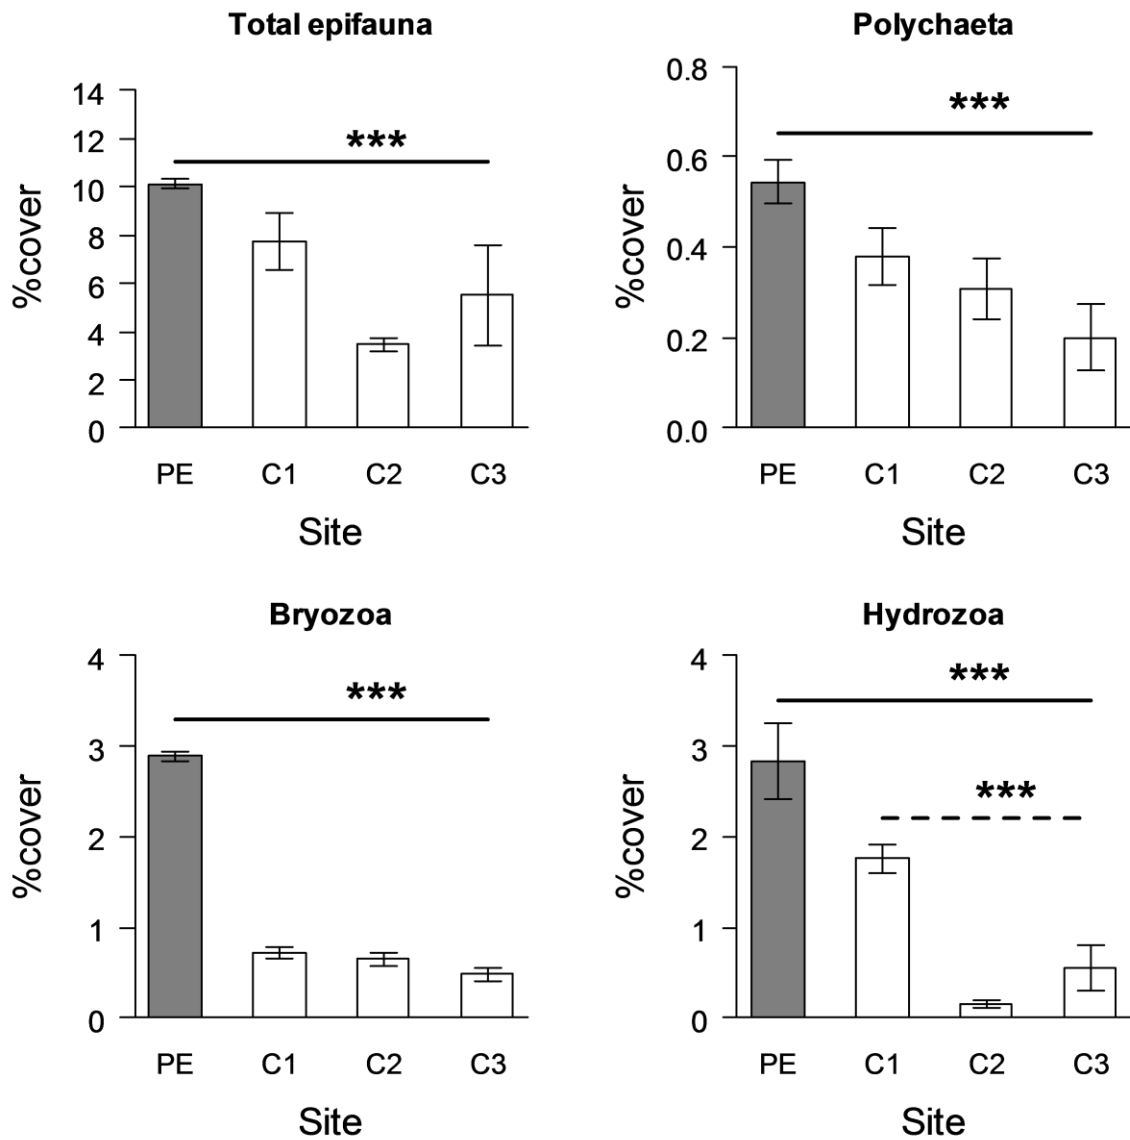 Total epifauna
%cover
14
12
10
8
6
4
2
0
***
PE C1 C2 C3
Site
Polychaeta
%cover
0.8
0.6
0.4
0.2
0.0
***
PE C1 C2 C3
Site
Bryozoa
%cover
4
3
2
1
0
***
PE C1 C2 C3
Site
Hydrozoa
%cover
4
3
2
1
0
***
***
PE C1 C2 C3
Site